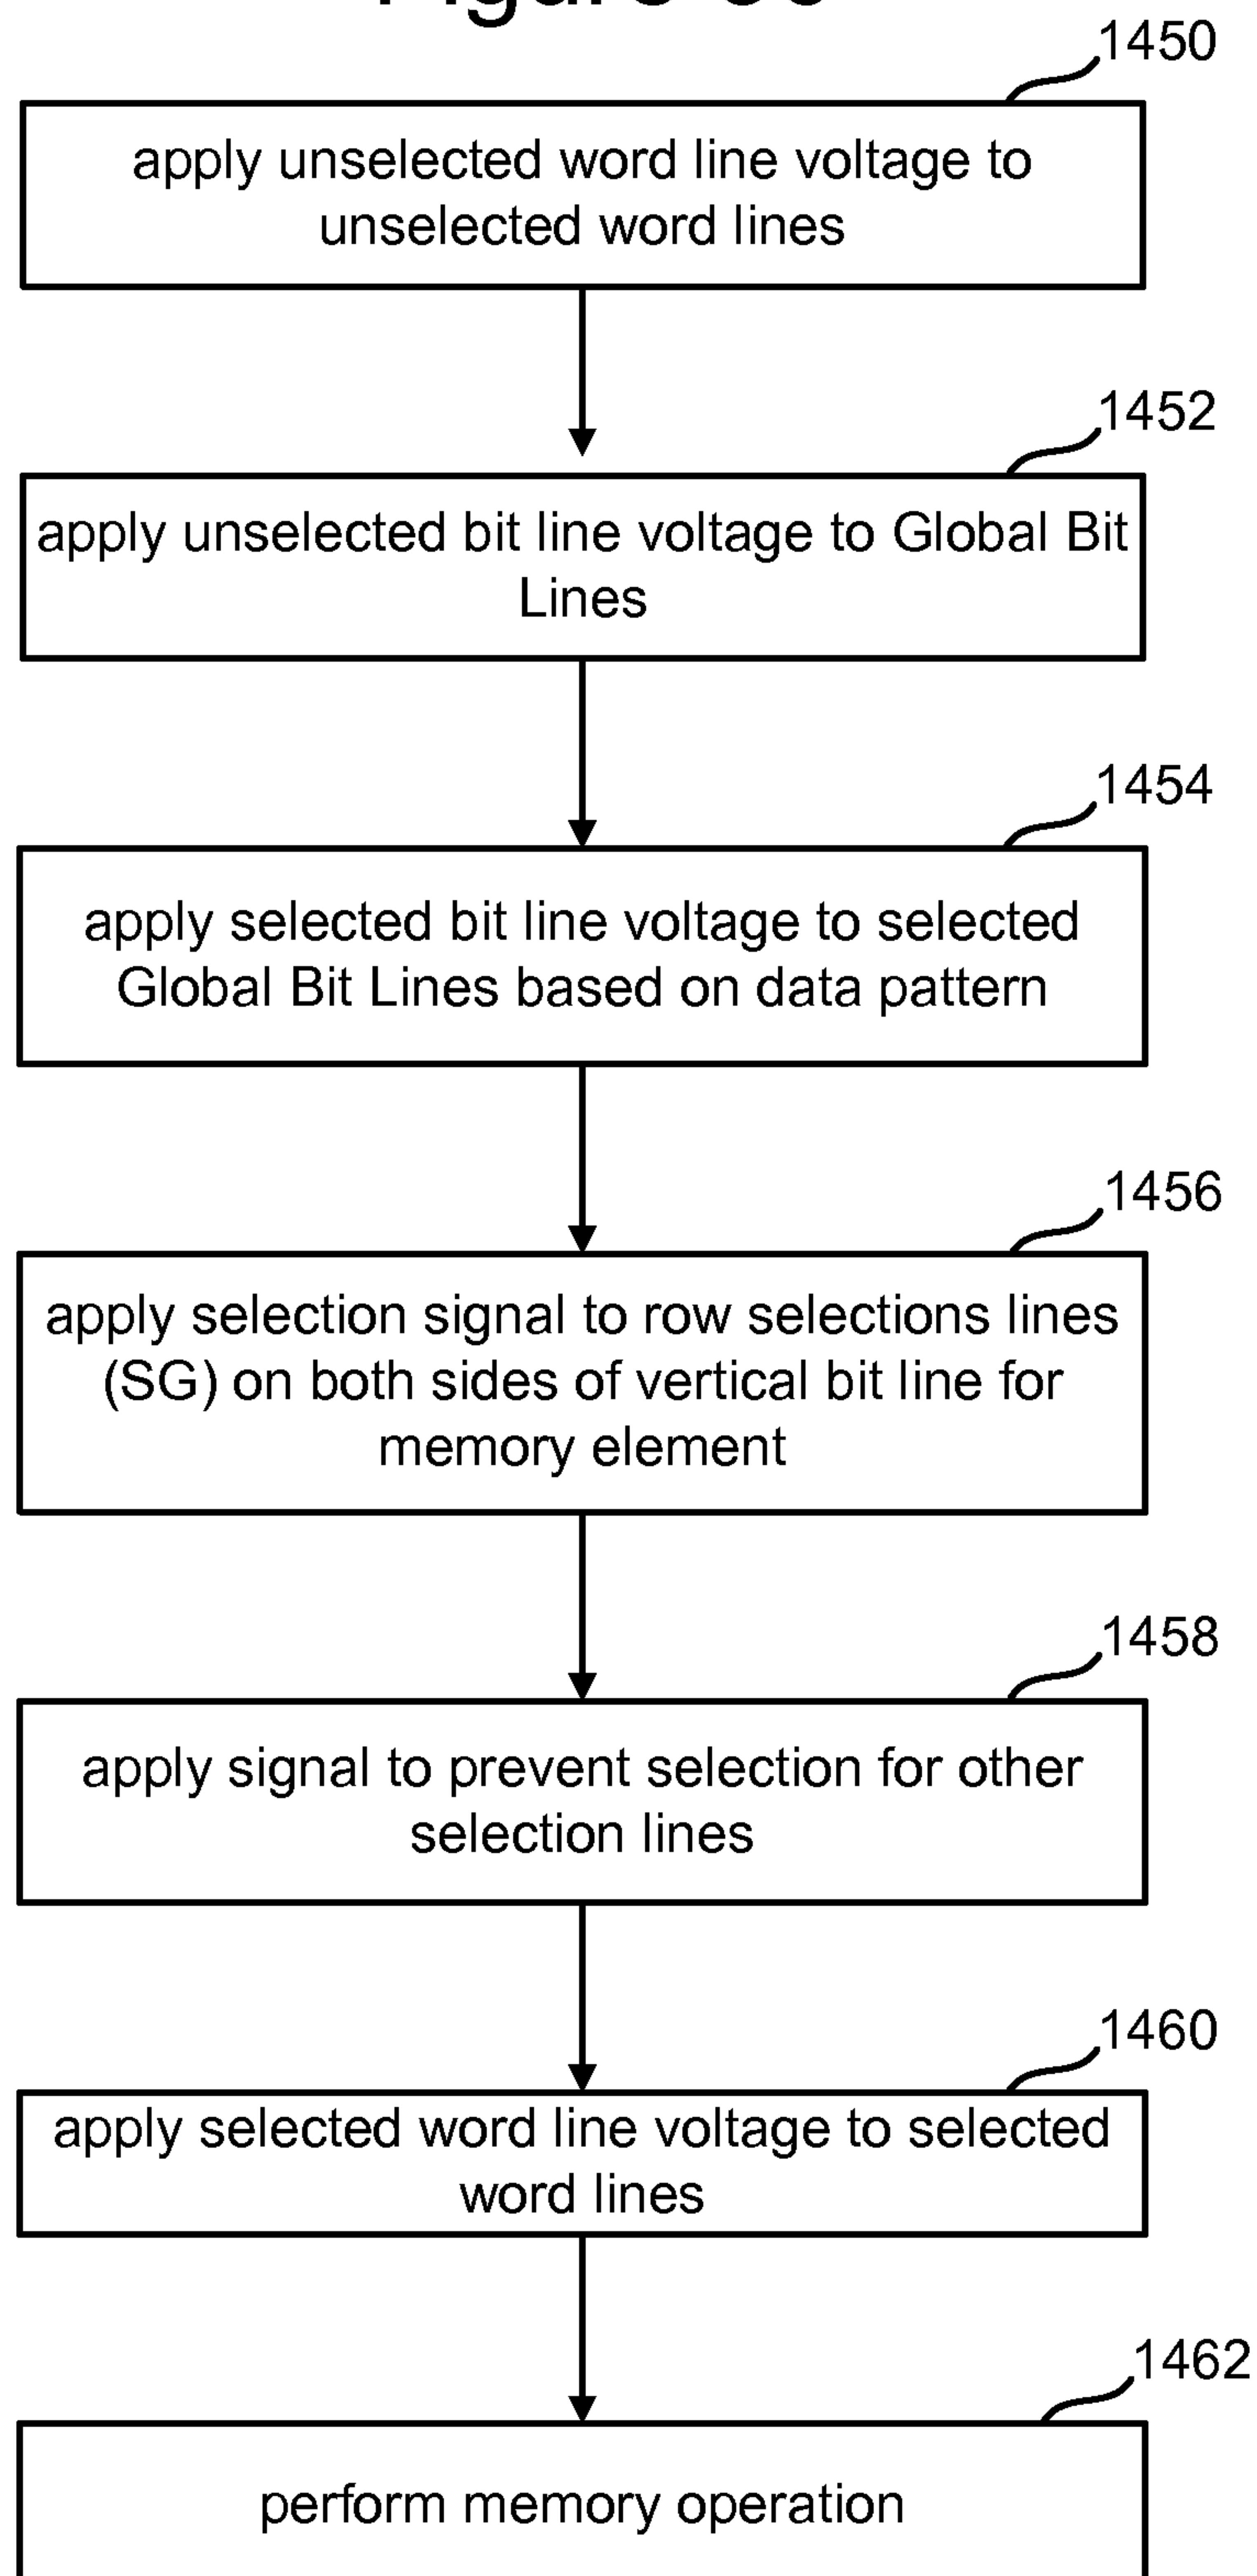 1450
apply unselected word line voltage to
unselected word lines
1452
apply unselected bit line voltage to Global Bit
Lines
1454
apply selected bit line voltage to selected
Global Bit Lines based on data pattern
1456
apply selection signal to row selections lines
(SG) on both sides of vertical bit line for
memory element
1458
apply signal to prevent selection for other
selection lines
1460
apply selected word line voltage to selected
word lines
1462
perform memory operation